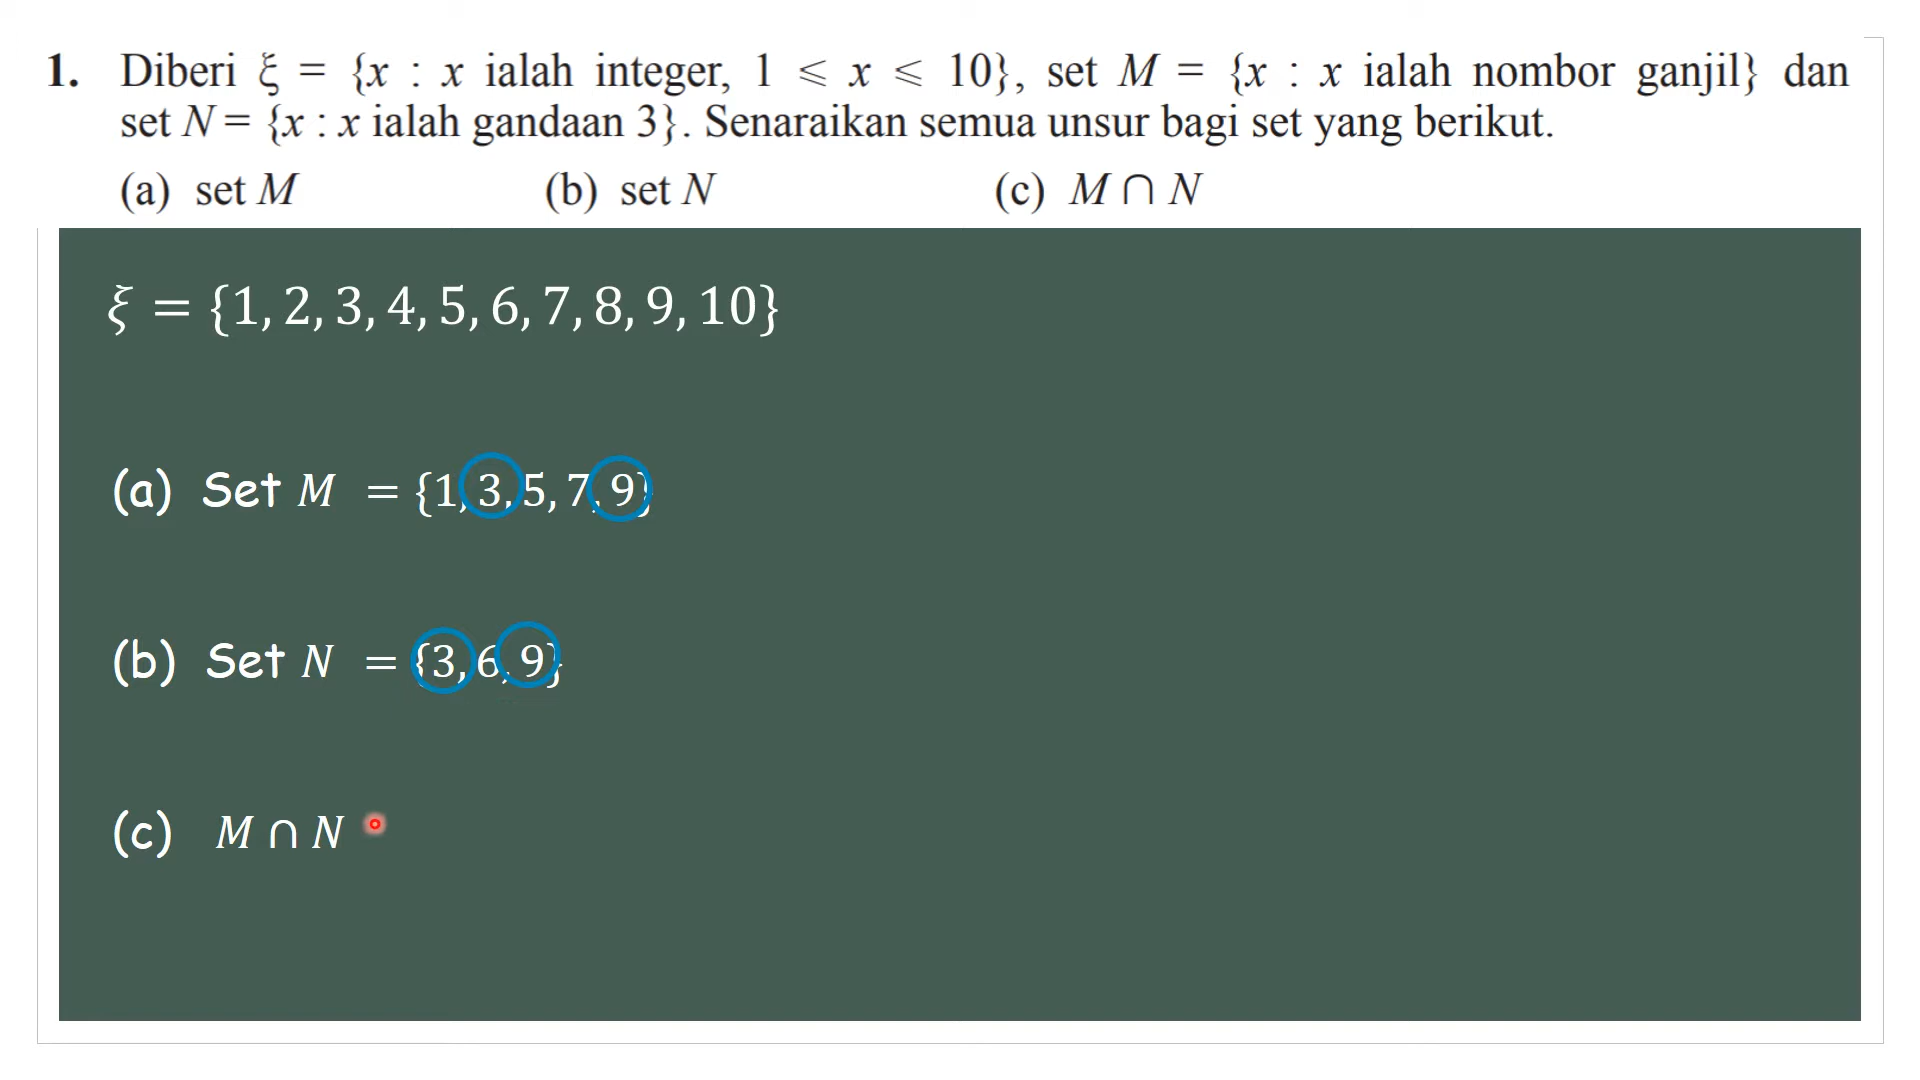 1. Diberi ξ = {x : x ialah integer, 1 ⩽ x ⩽ 10}, set M = {x : x ialah nombor ganjil} dan
set N = {x : x ialah gandaan 3}. Senaraikan semua unsur bagi set yang berikut.
(a) set M (b) set N (c) M ∩ N
ξ = {1, 2, 3, 4, 5, 6, 7, 8, 9, 10}
(a) Set M = {1, 3, 5, 7, 9}
(b) Set N = {3, 6, 9}
(c) M ∩ N